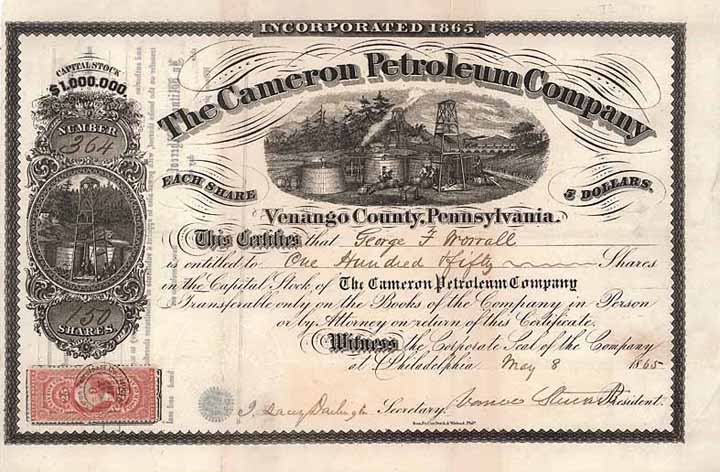 INCORPORATED 1865.
CAPITAL STOCK
$1,000,000.
The Cameron Petroleum Company
NUMBER
364
EACH SHARE 5 DOLLARS.
Venango County, Pennsylvania.
This Certifies that George F Worrall
is entitled to One Hundred & fifty Shares
in the Capital Stock of The Cameron Petroleum Company
Transferable only on the Books of the Company in Person
or by Attorney on return of this Certificate.
150
SHARES.
Witness the Corporate Seal of the Company
at Philadelphia May 8 1865
25
Secretary. President.